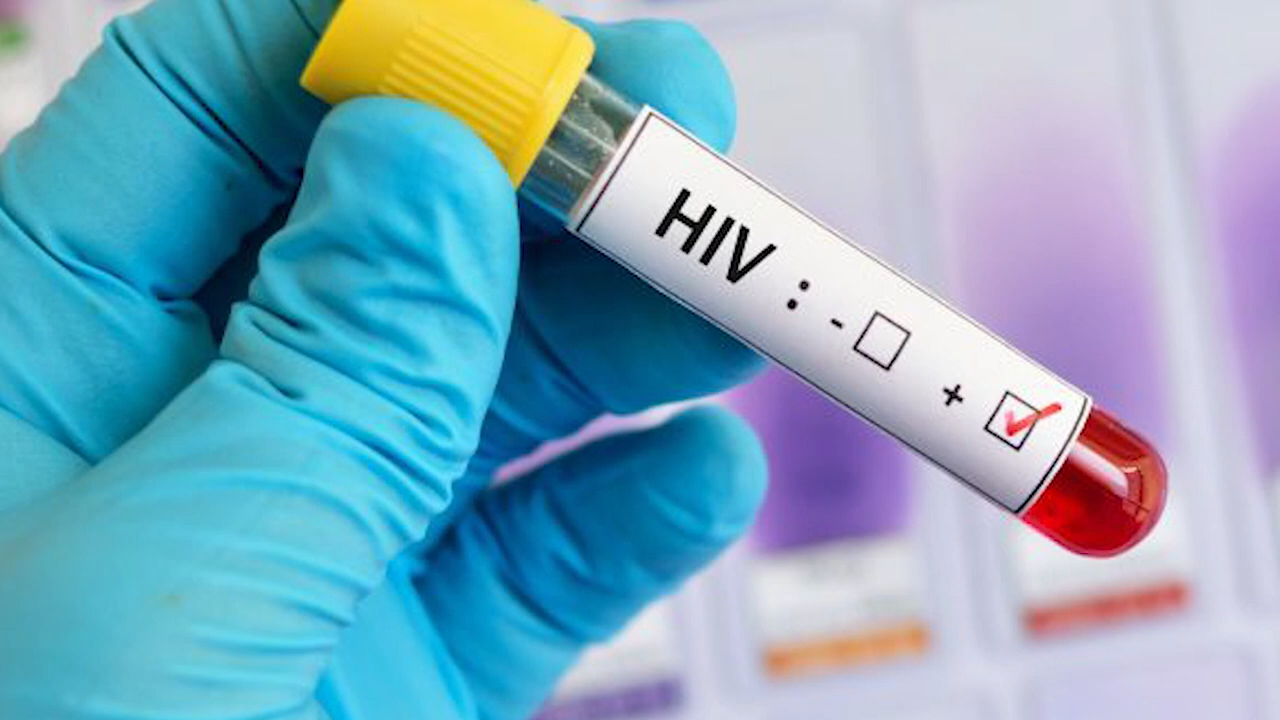 HIV : - ☐ + ☑